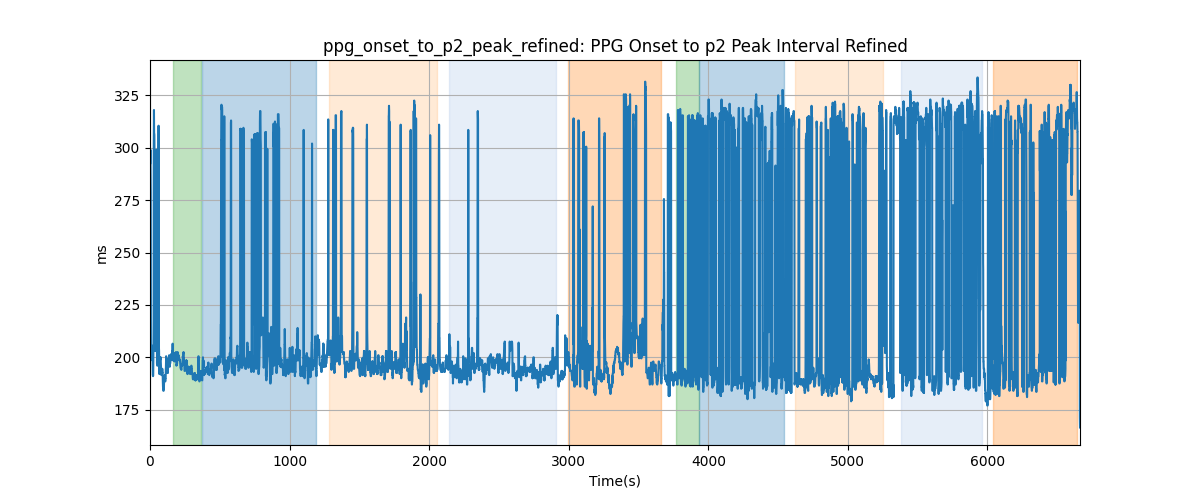 ppg_onset_to_p2_peak_refined: PPG Onset to p2 Peak Interval Refined
325
300
275
250
225
200
175
ms
0 1000 2000 3000 4000 5000 6000
Time(s)